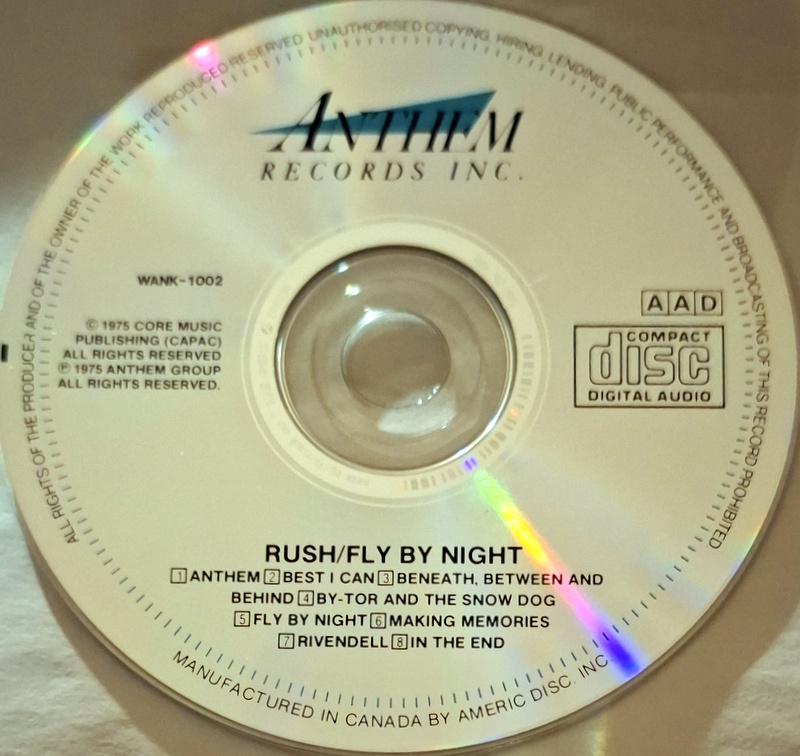 ANTHEM
RECORDS INC.
WANK-1002
© 1975 CORE MUSIC
PUBLISHING (CAPAC)
ALL RIGHTS RESERVED
℗ 1975 ANTHEM GROUP
ALL RIGHTS RESERVED.
AAD
COMPACT
disc
DIGITAL AUDIO
RUSH/FLY BY NIGHT
1 ANTHEM 2 BEST I CAN 3 BENEATH, BETWEEN AND
BEHIND 4 BY-TOR AND THE SNOW DOG
5 FLY BY NIGHT 6 MAKING MEMORIES
7 RIVENDELL 8 IN THE END
ALL RIGHTS OF THE PRODUCER AND OF THE OWNER OF THE WORK REPRODUCED RESERVED. UNAUTHORISED COPYING, HIRING, LENDING, PUBLIC PERFORMANCE AND BROADCASTING OF THIS RECORD PROHIBITED
MANUFACTURED IN CANADA BY AMERIC DISC. INC